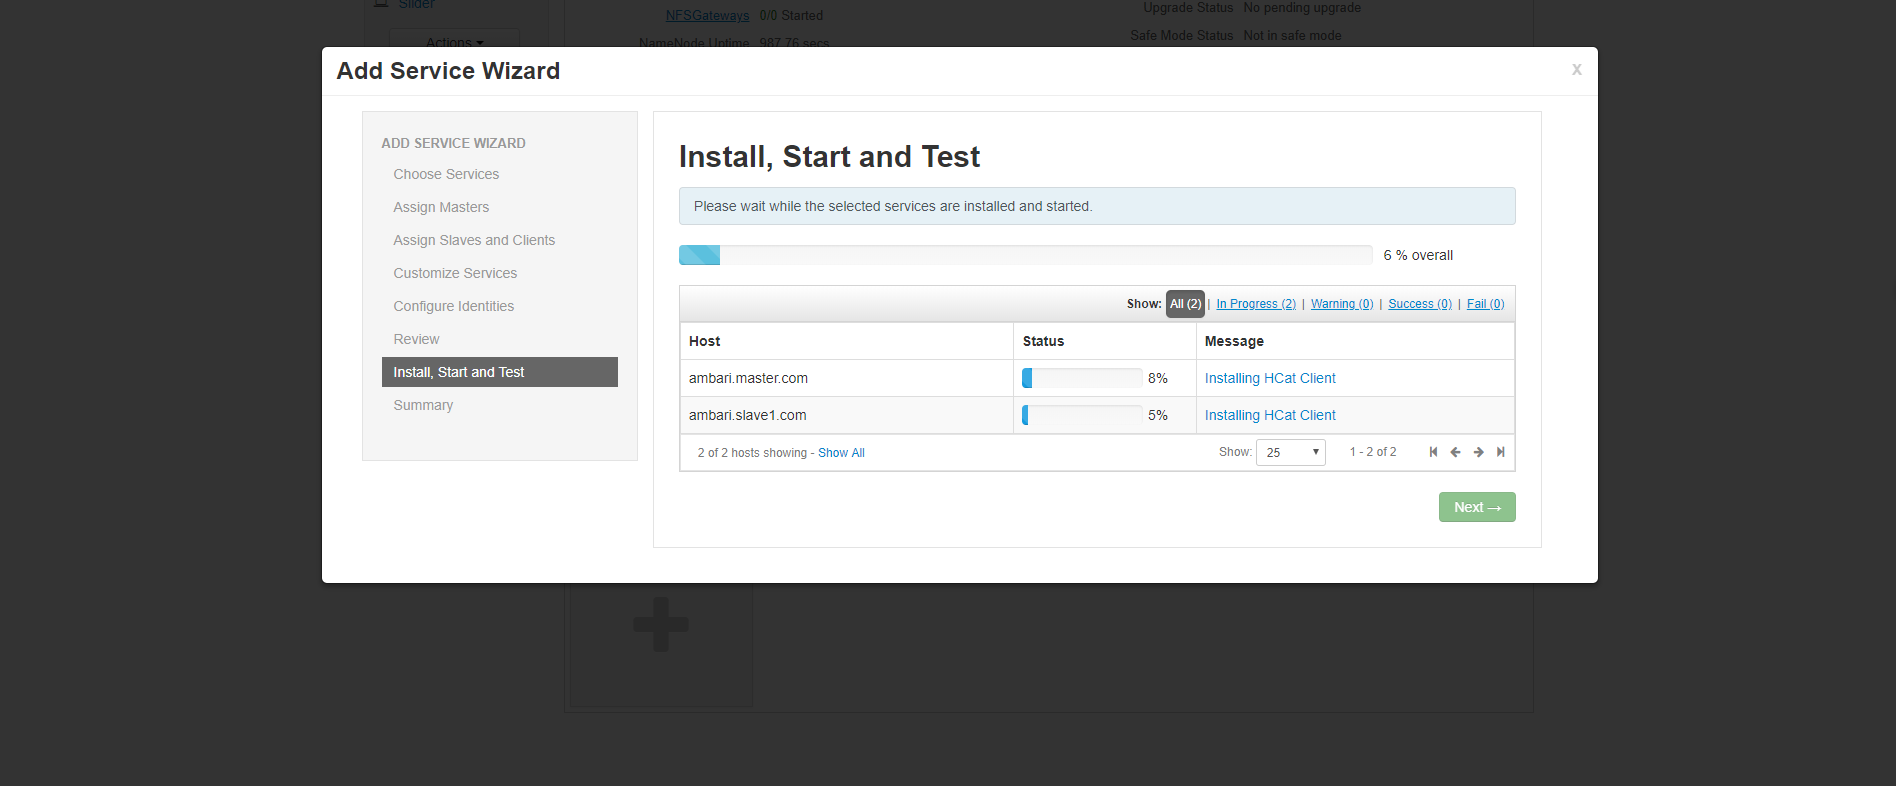 Slider
Actions
NFSGateways 0/0 Started
NameNode Uptime 987.76 secs
Upgrade Status No pending upgrade
Safe Mode Status Not in safe mode
Add Service Wizard
x
ADD SERVICE WIZARD
Choose Services
Assign Masters
Assign Slaves and Clients
Customize Services
Configure Identities
Review
Install, Start and Test
Summary
Install, Start and Test
Please wait while the selected services are installed and started.
6 % overall
Show: All (2) | In Progress (2) | Warning (0) | Success (0) | Fail (0)
Host Status Message
ambari.master.com 8% Installing HCat Client
ambari.slave1.com 5% Installing HCat Client
2 of 2 hosts showing - Show All Show: 25 1 - 2 of 2
Next →